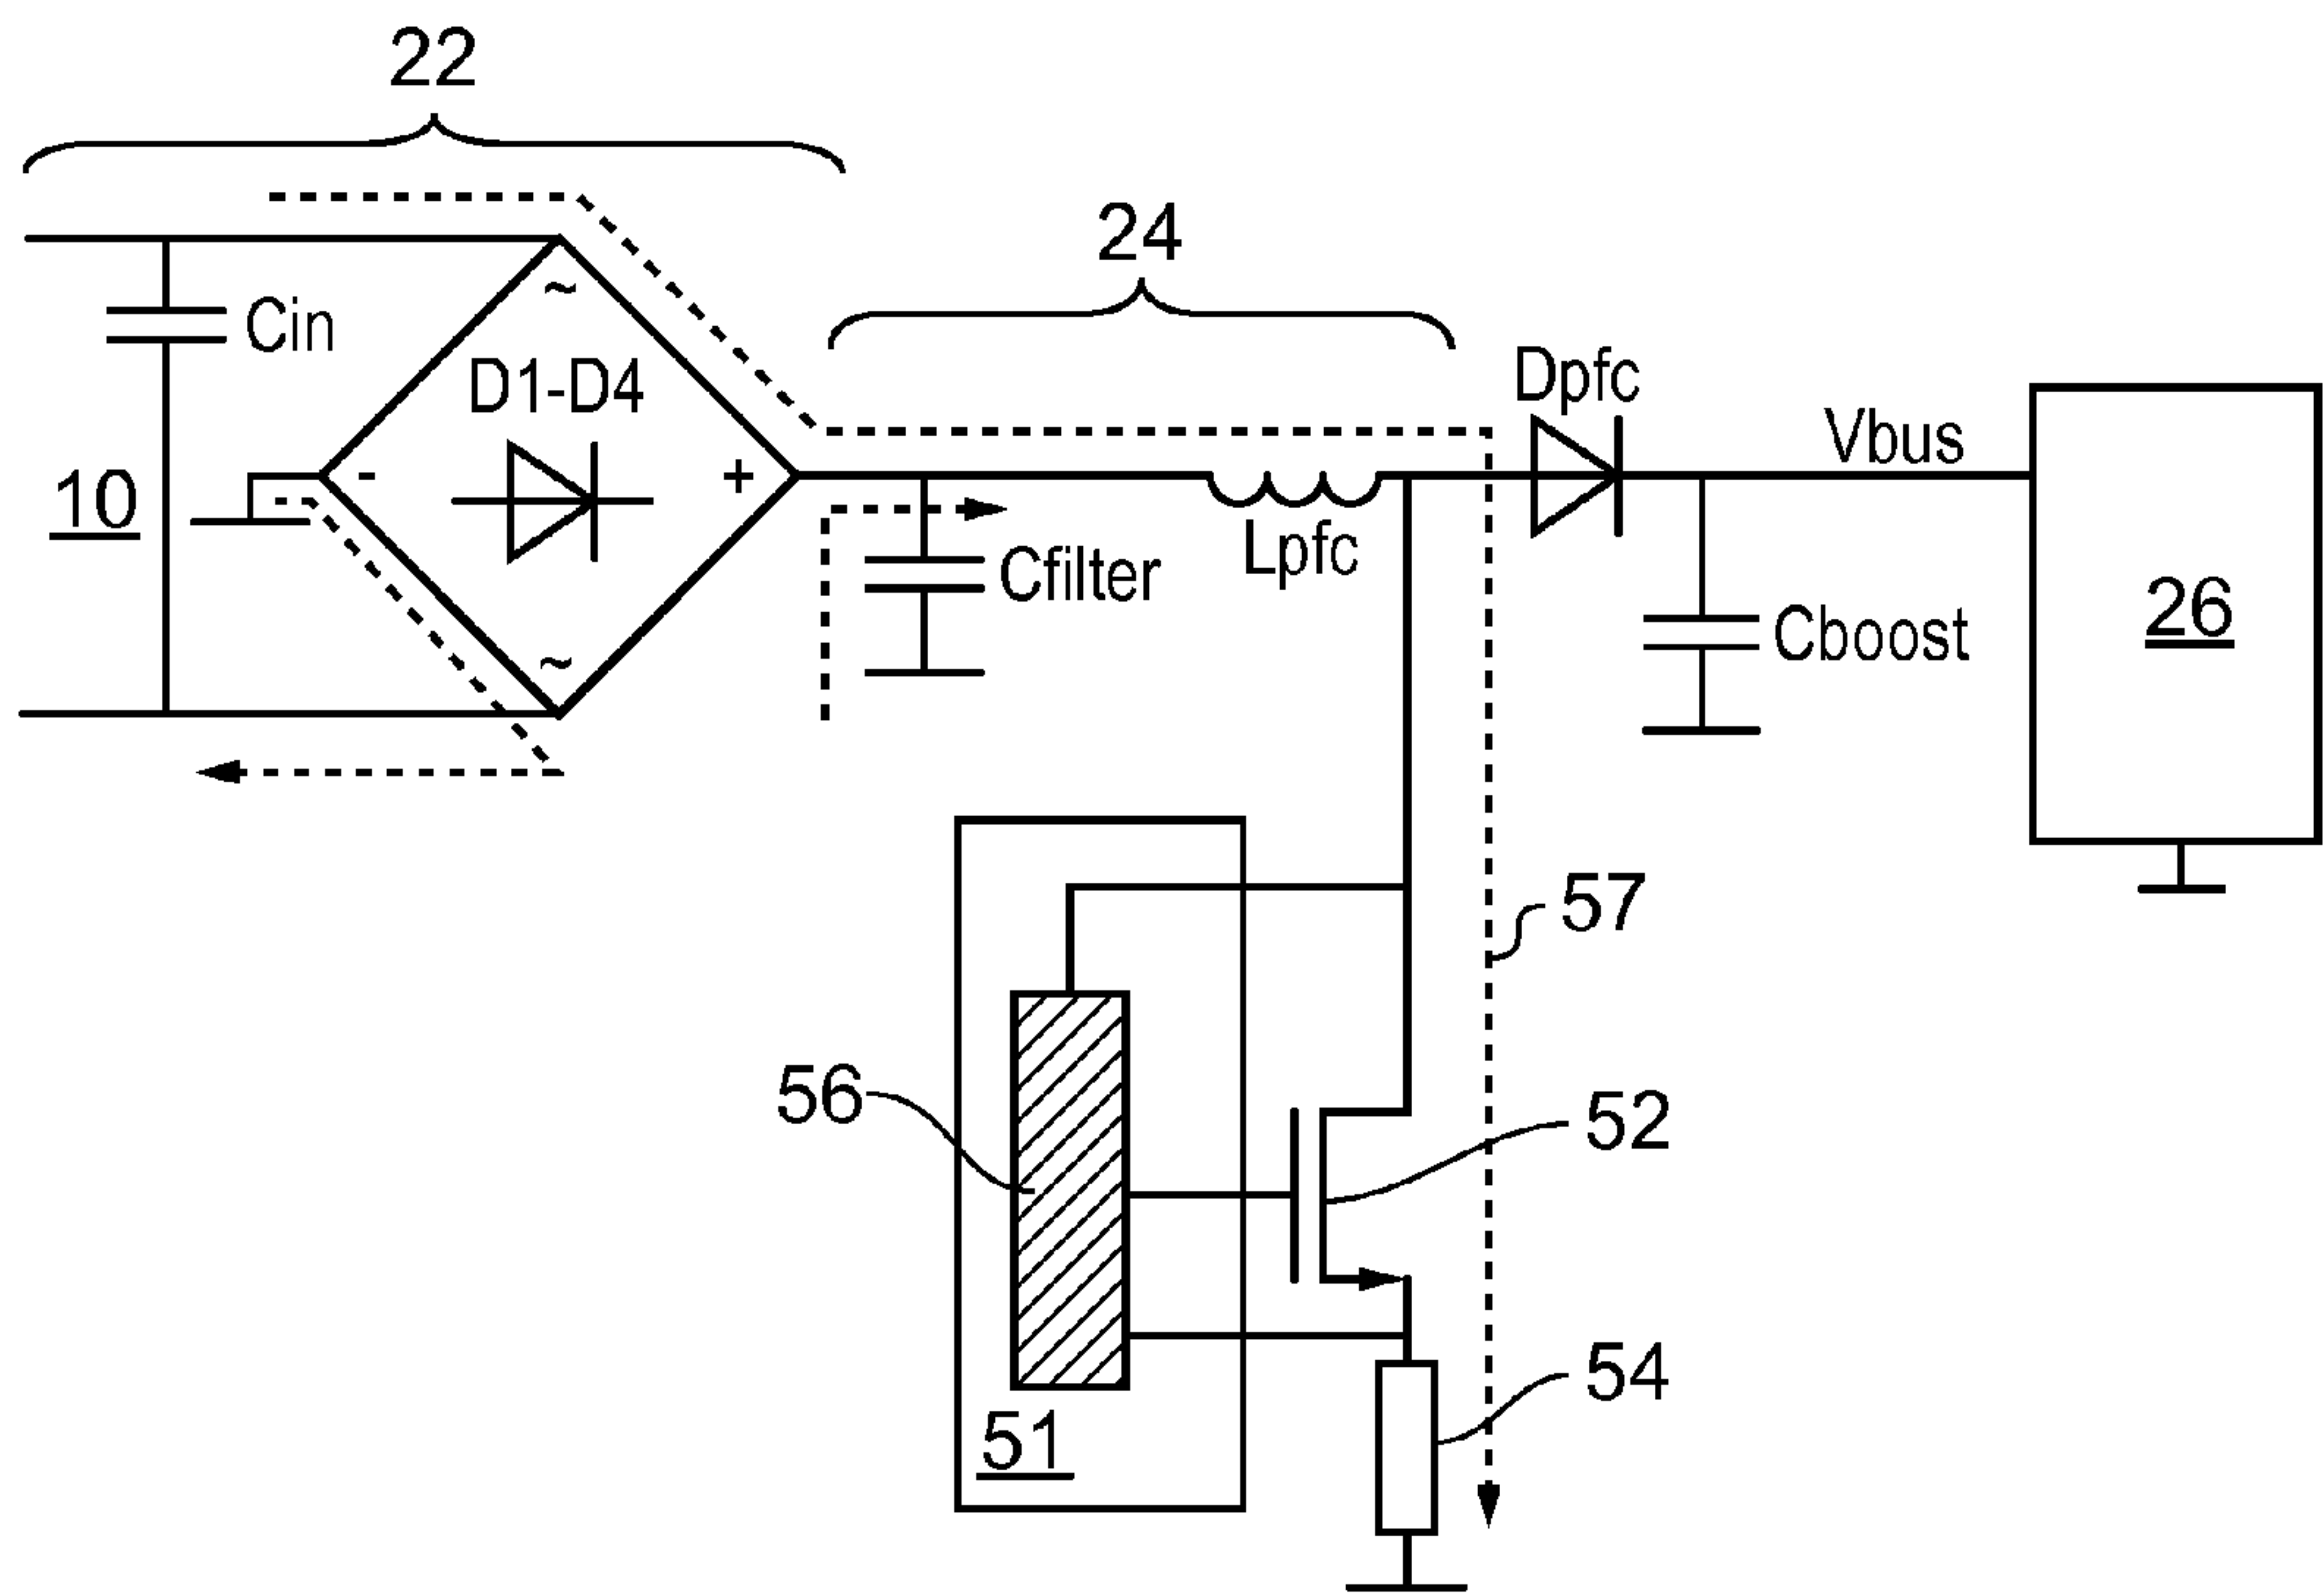 22
24
~
Cin
D1-D4
Dpfc
Vbus
10
-
+
Lpfc
Cfilter
26
Cboost
~
57
56
52
54
51